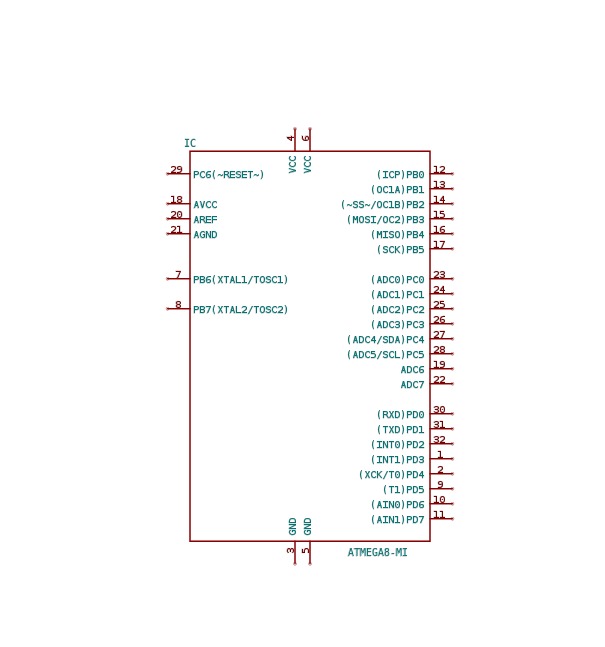 4 6
IC
VCC VCC
29 PC6(~RESET~) (ICP)PB0 12
(OC1A)PB1 13
18 AVCC (~SS~/OC1B)PB2 14
20 AREF (MOSI/OC2)PB3 15
21 AGND (MISO)PB4 16
(SCK)PB5 17
7 PB6(XTAL1/TOSC1) (ADC0)PC0 23
(ADC1)PC1 24
8 PB7(XTAL2/TOSC2) (ADC2)PC2 25
(ADC3)PC3 26
(ADC4/SDA)PC4 27
(ADC5/SCL)PC5 28
ADC6 19
ADC7 22
(RXD)PD0 30
(TXD)PD1 31
(INT0)PD2 32
(INT1)PD3 1
(XCK/T0)PD4 2
(T1)PD5 9
(AIN0)PD6 10
(AIN1)PD7 11
GND GND
3 5
ATMEGA8-MI